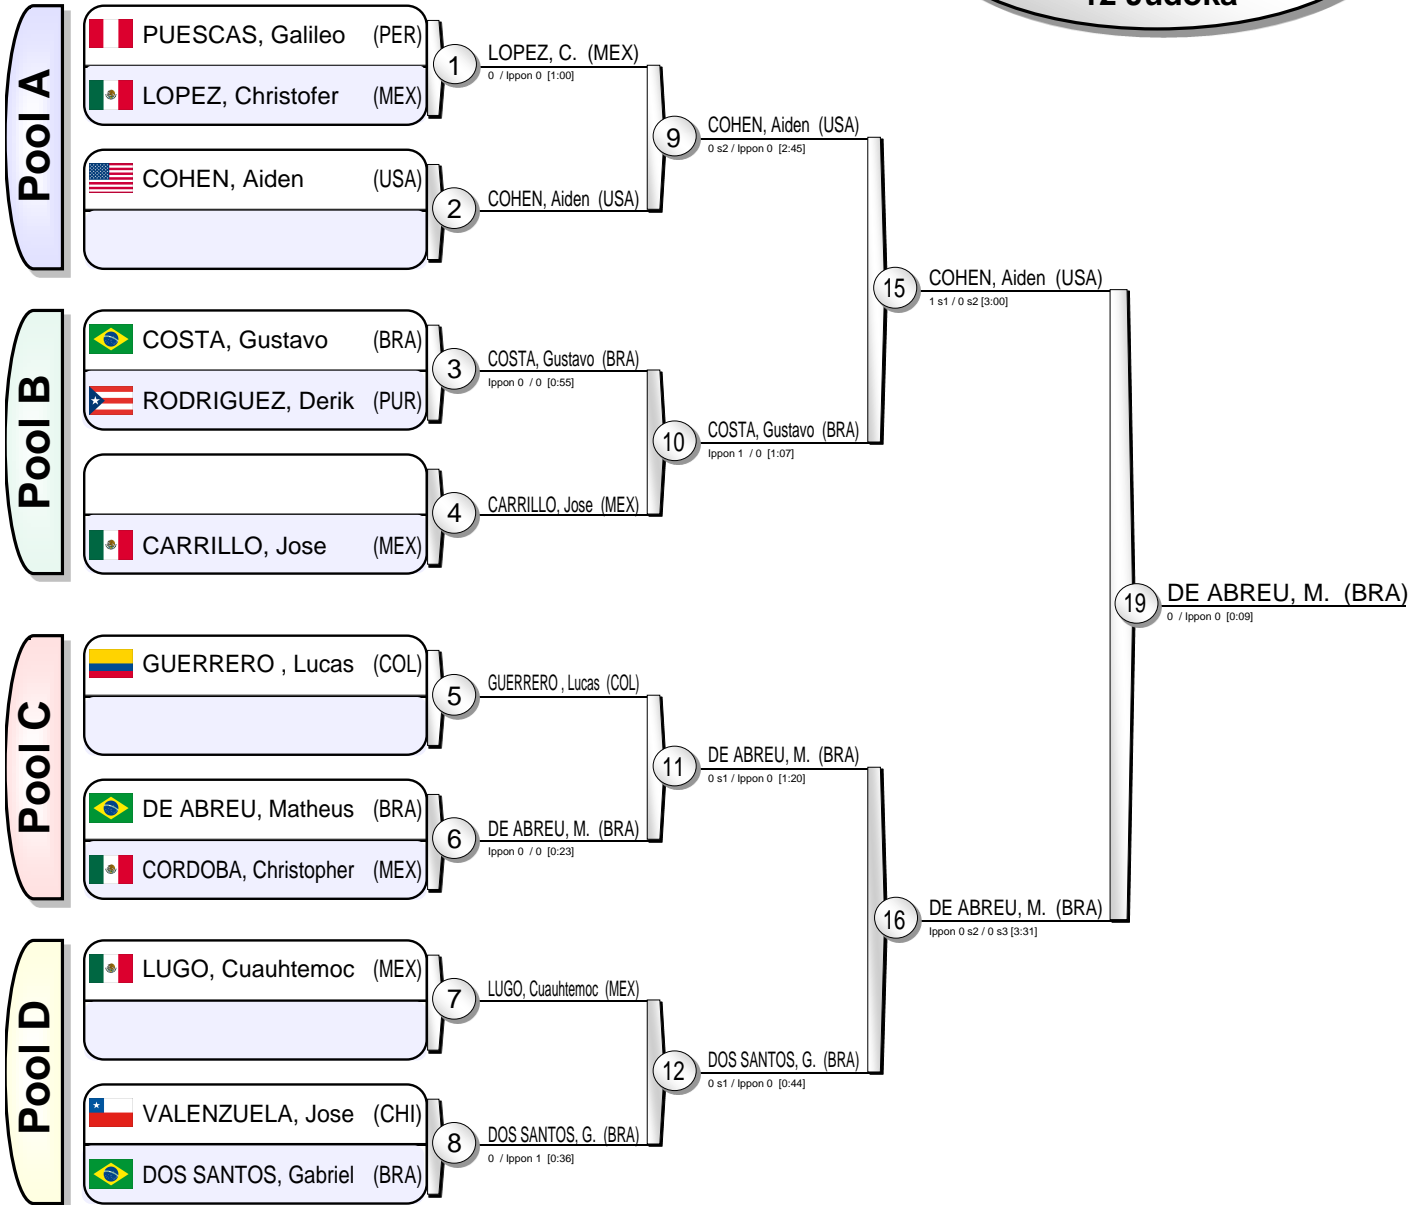 12 Judoka
Pool A
PUESCAS, Galileo (PER)
LOPEZ, Christofer (MEX)
COHEN, Aiden (USA)
1
LOPEZ, C. (MEX)
0 / Ippon 0 [1:00]
2
COHEN, Aiden (USA)
9
COHEN, Aiden (USA)
0 s2 / Ippon 0 [2:45]
Pool B
COSTA, Gustavo (BRA)
RODRIGUEZ, Derik (PUR)
CARRILLO, Jose (MEX)
3
COSTA, Gustavo (BRA)
Ippon 0 / 0 [0:55]
4
CARRILLO, Jose (MEX)
10
COSTA, Gustavo (BRA)
Ippon 1 / 0 [1:07]
15
COHEN, Aiden (USA)
1 s1 / 0 s2 [3:00]
Pool C
GUERRERO , Lucas (COL)
DE ABREU, Matheus (BRA)
CORDOBA, Christopher (MEX)
5
GUERRERO , Lucas (COL)
6
DE ABREU, M. (BRA)
Ippon 0 / 0 [0:23]
11
DE ABREU, M. (BRA)
0 s1 / Ippon 0 [1:20]
Pool D
LUGO, Cuauhtemoc (MEX)
VALENZUELA, Jose (CHI)
DOS SANTOS, Gabriel (BRA)
7
LUGO, Cuauhtemoc (MEX)
8
DOS SANTOS, G. (BRA)
0 / Ippon 1 [0:36]
12
DOS SANTOS, G. (BRA)
0 s1 / Ippon 0 [0:44]
16
DE ABREU, M. (BRA)
Ippon 0 s2 / 0 s3 [3:31]
19
DE ABREU, M. (BRA)
0 / Ippon 0 [0:09]